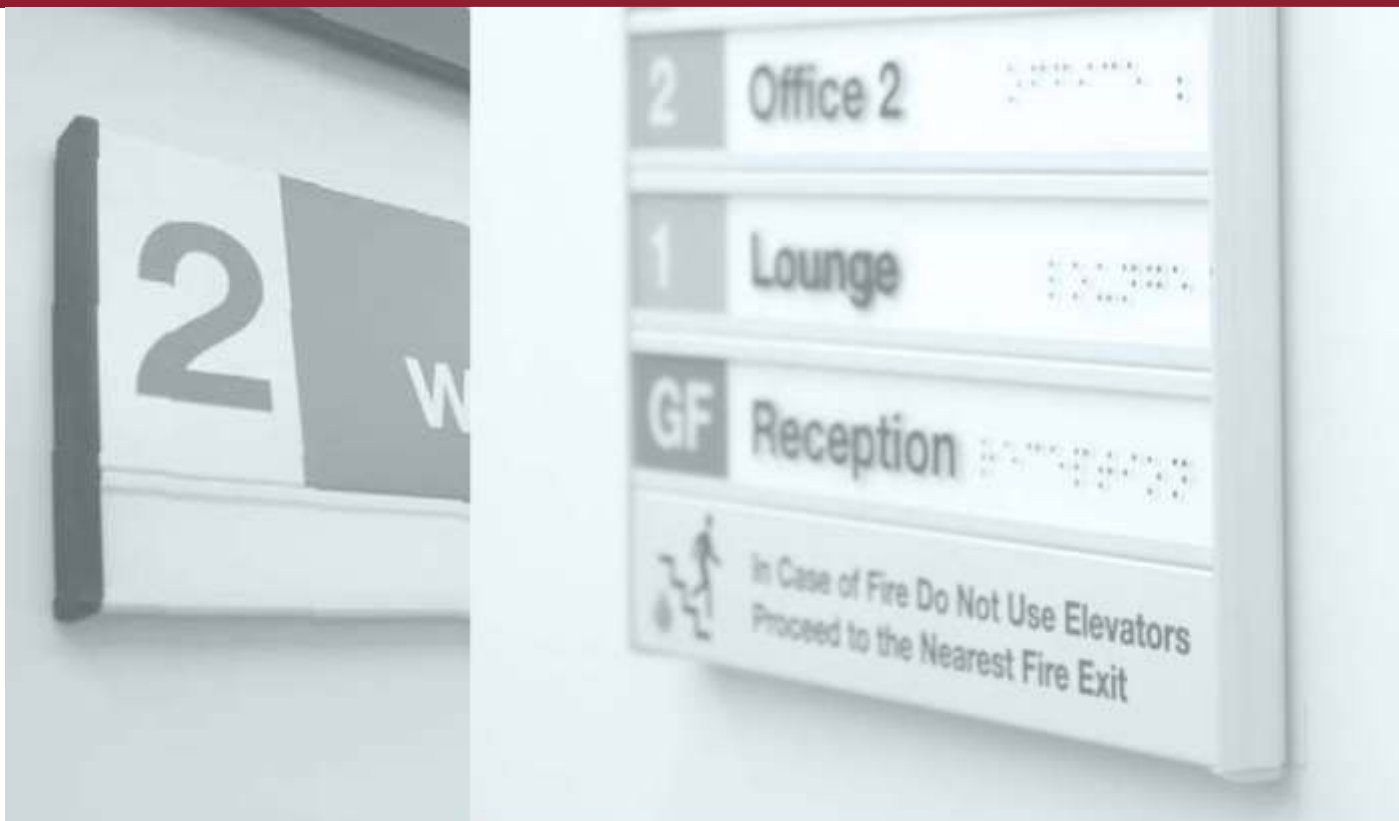 2
W
2 Office 2
1 Lounge
GF Reception
In Case of Fire Do Not Use Elevators
Proceed to the Nearest Fire Exit